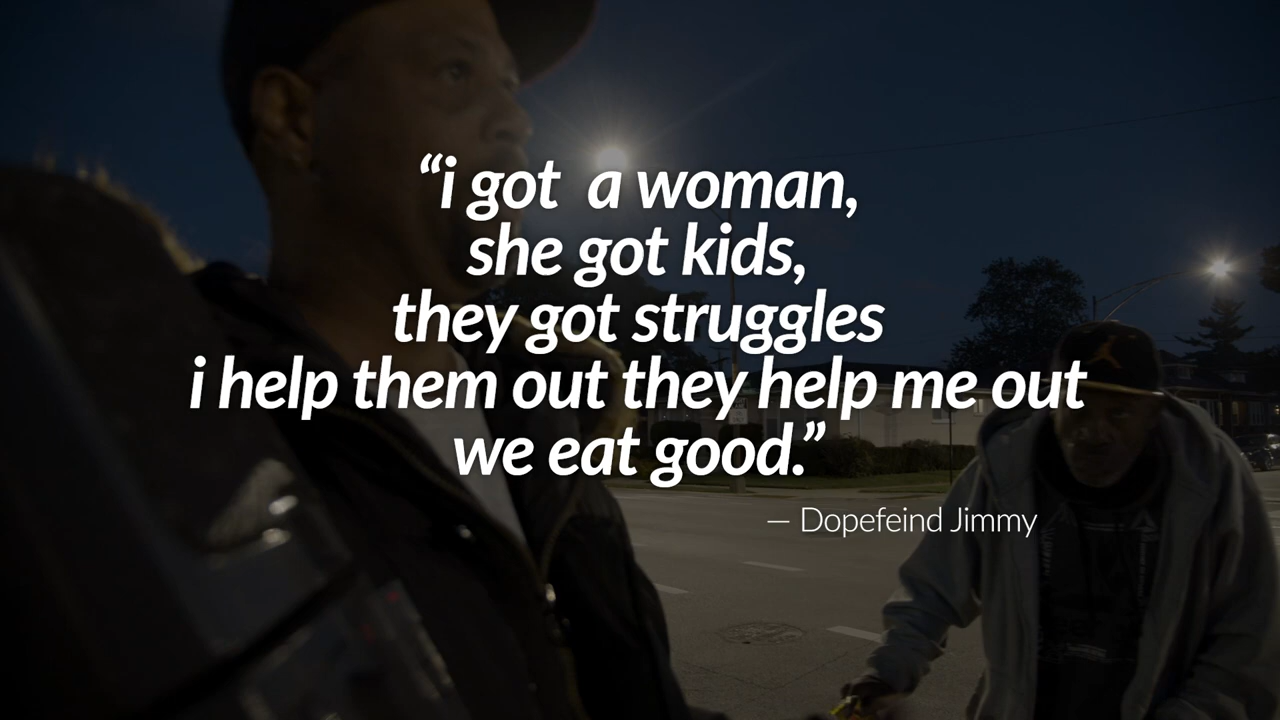 “i got  a woman,
she got kids,
they got struggles
i help them out they help me out
we eat good.”
— Dopefeind Jimmy